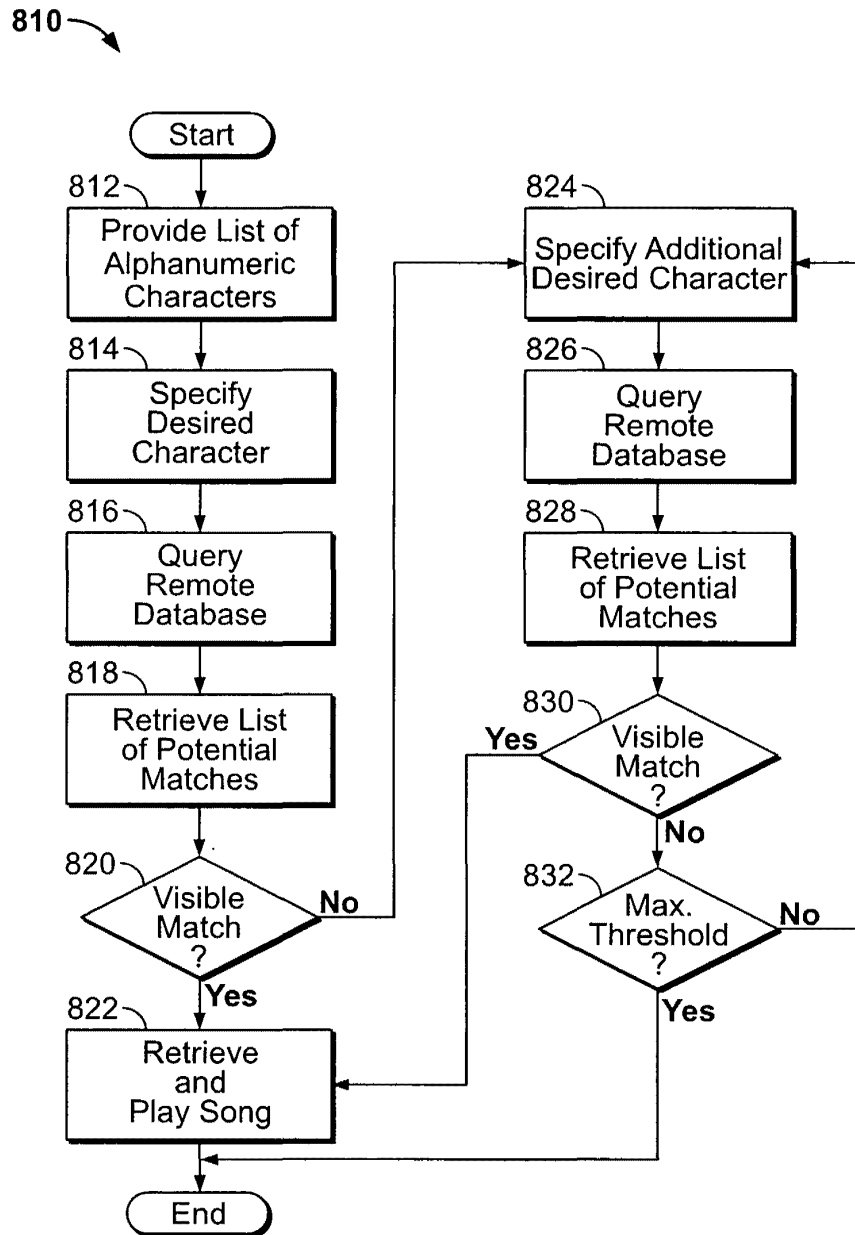 810
Start
812
Provide List of
Alphanumeric
Characters
814
Specify
Desired
Character
816
Query
Remote
Database
818
Retrieve List
of Potential
Matches
820
Visible
Match
?
No
Yes
822
Retrieve
and
Play Song
End
824
Specify Additional
Desired Character
826
Query
Remote
Database
828
Retrieve List
of Potential
Matches
830
Yes
Visible
Match
?
No
832
Max.
Threshold
?
No
Yes